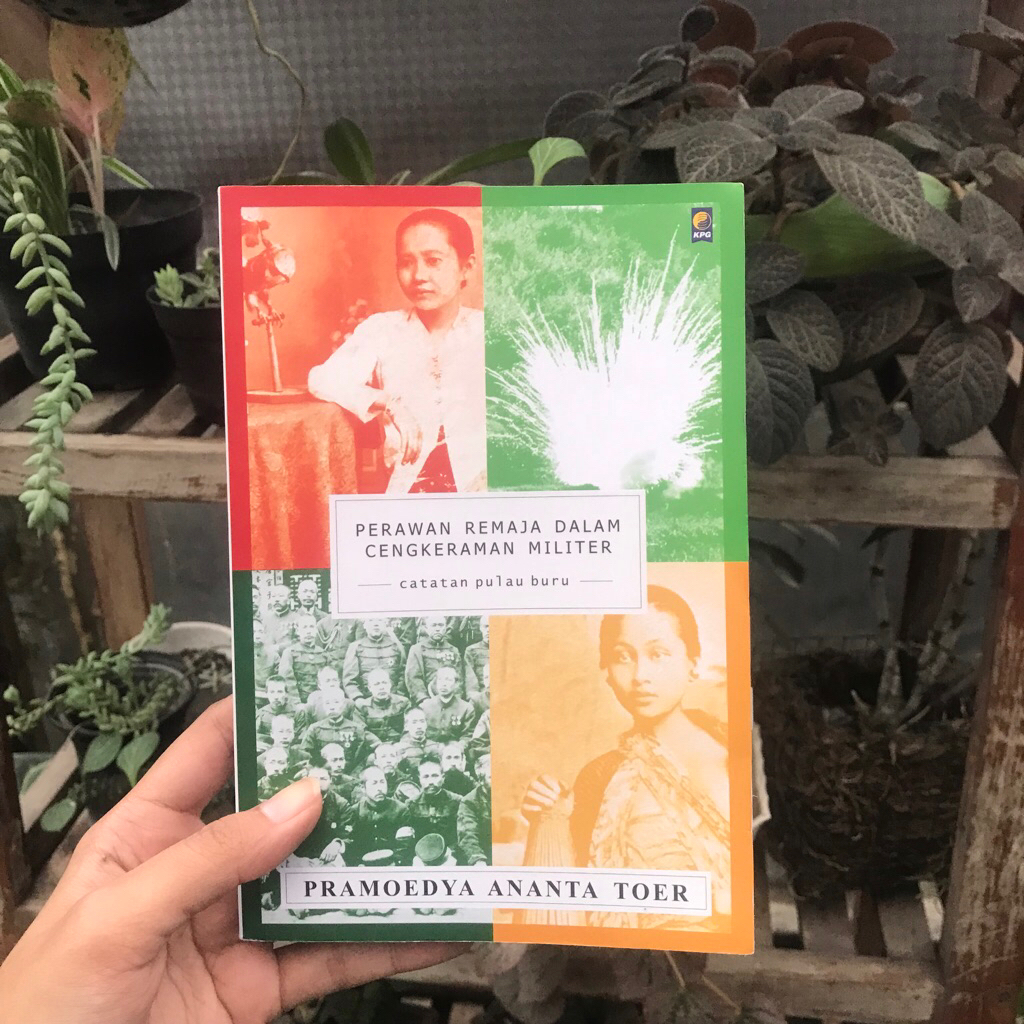 KPG
PERAWAN REMAJA DALAM
CENGKERAMAN MILITER
catatan pulau buru
PRAMOEDYA ANANTA TOER